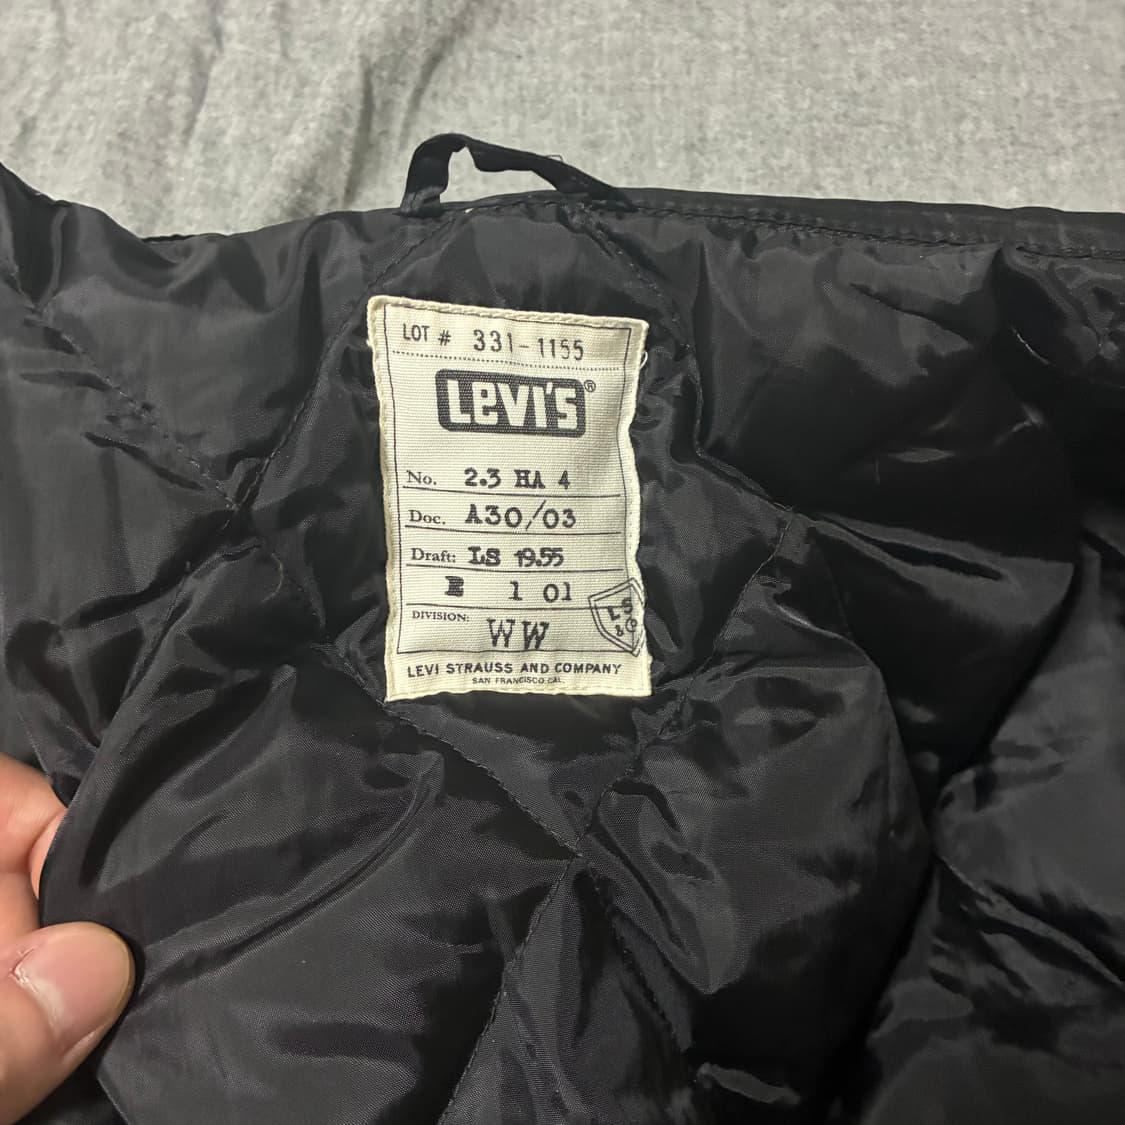 LOT # 331-1155
LEVI'S®
No. 2.3 HA 4
Doc. A30/03
Draft: LS 19.55
E 1 01
DIVISION: WW
LS
& Co
LEVI STRAUSS AND COMPANY
SAN FRANCISCO CAL.